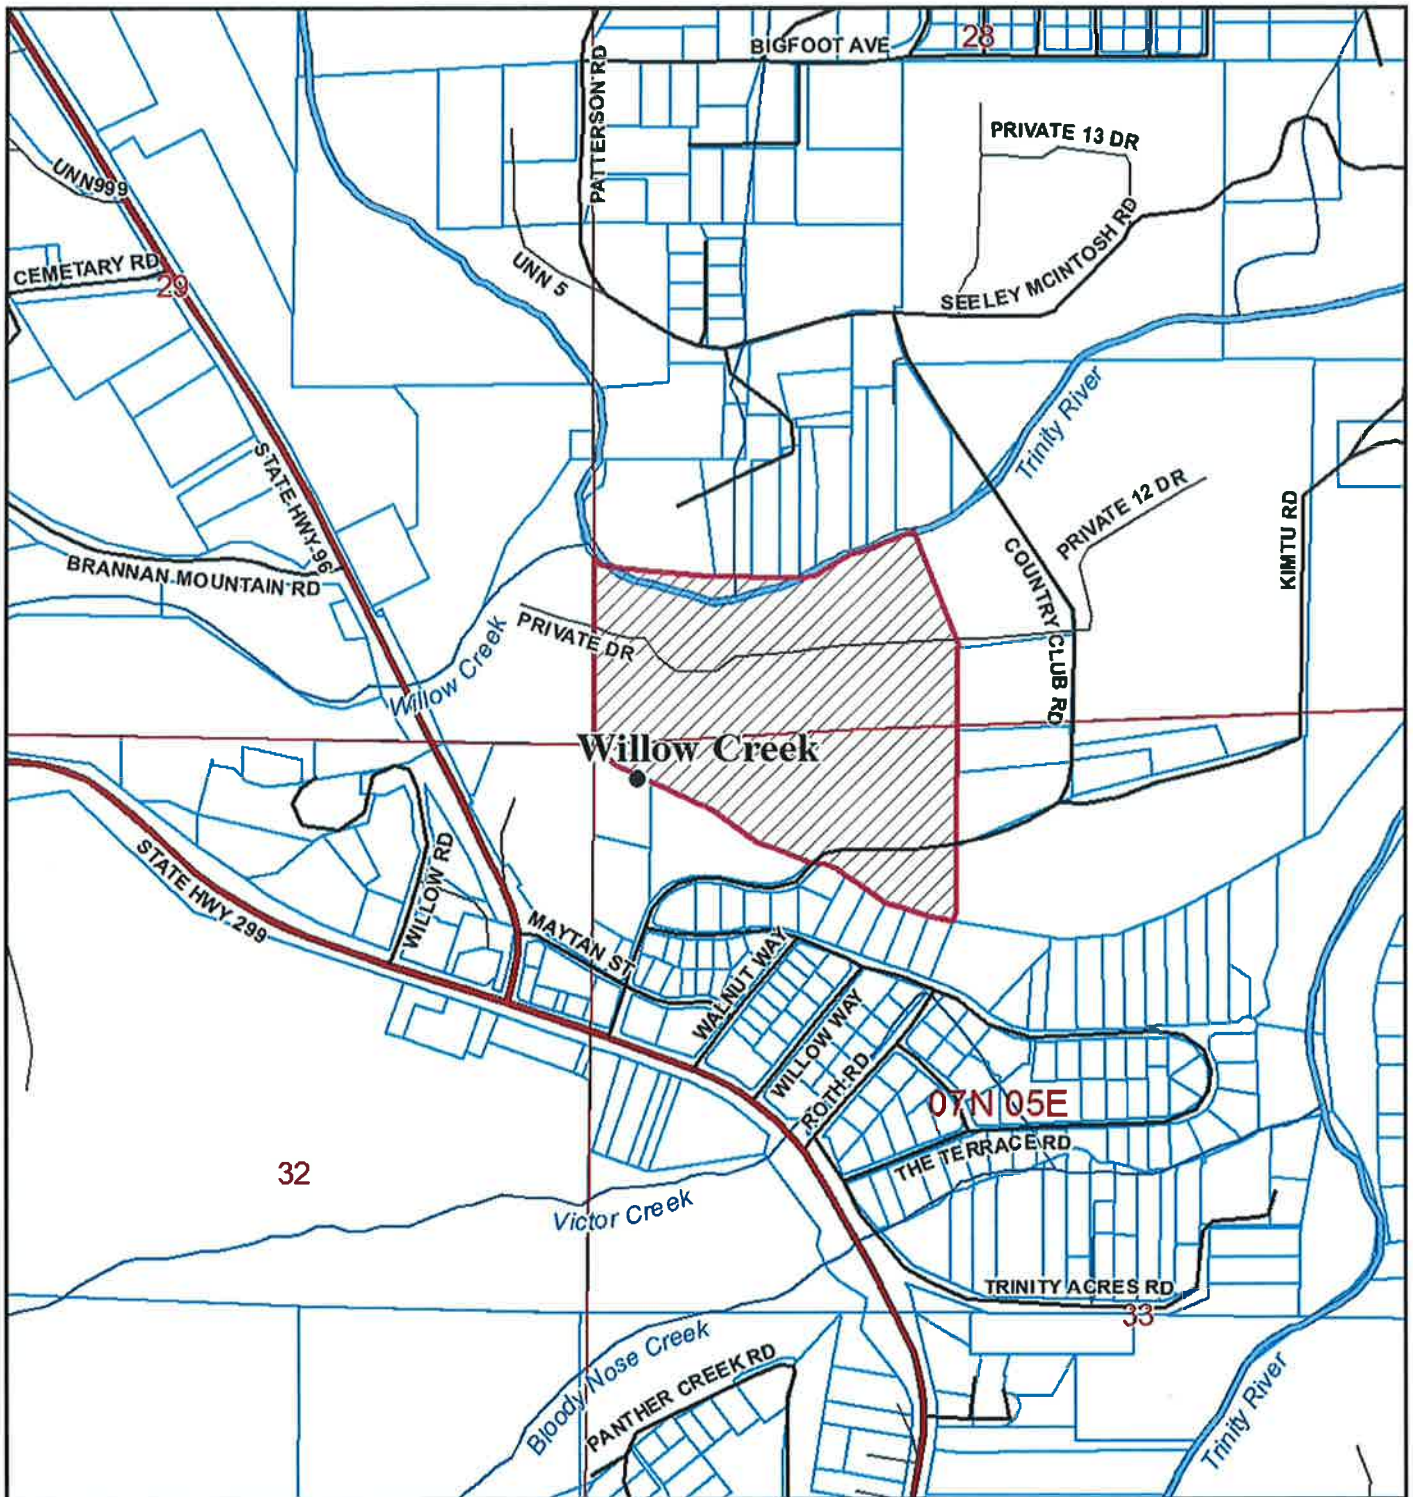 BIGFOOT AVE
28
PATTERSON RD
PRIVATE 13 DR
UNN999
SEELEY MCINTOSH RD
UNN 5
CEMETARY RD
29
Trinity River
STATE HWY 96
PRIVATE 12 DR
KIMTU RD
COUNTRY CLUB RD
BRANNAN MOUNTAIN RD
PRIVATE DR
Willow Creek
Willow Creek
STATE HWY 299
WILLOW RD
MAYTAN ST
WALNUT WAY
WILLOW WAY
ROTH RD
07N 05E
THE TERRACE RD
32
Victor Creek
TRINITY ACRES RD
33
Bloody Nose Creek
PANTHER CREEK RD
Trinity River